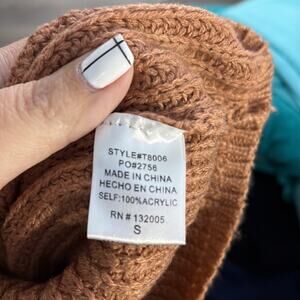 STYLE#T8006
PO#2756
MADE IN CHINA
HECHO EN CHINA
SELF:100%ACRYLIC
RN # 132005
S